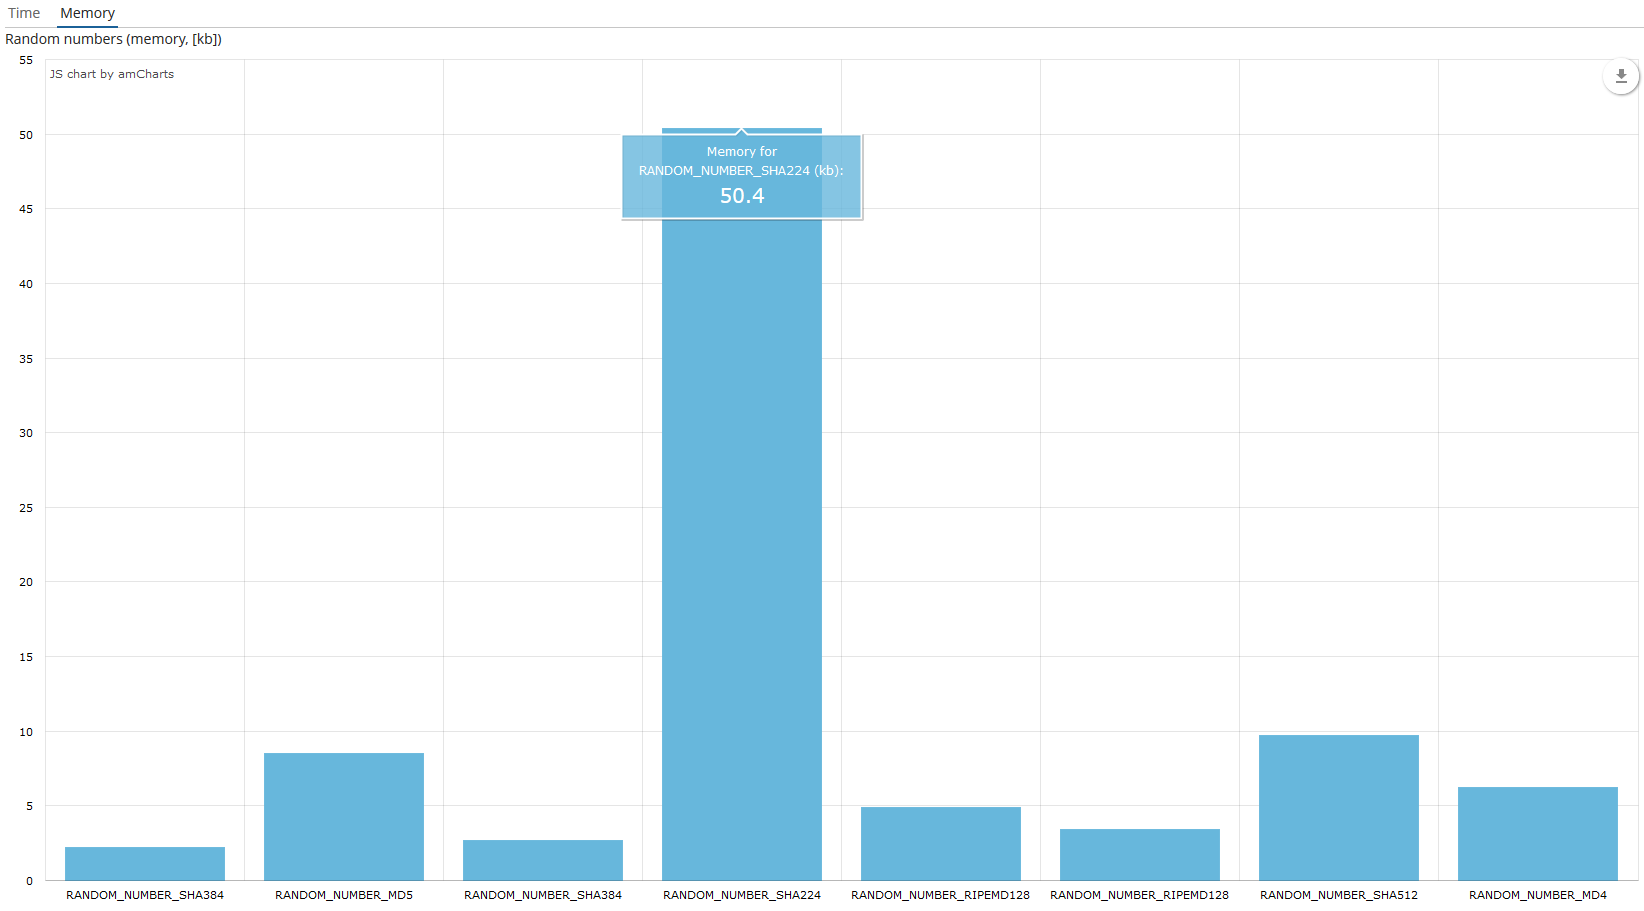 Time Memory
Random numbers (memory, [kb])
55
JS chart by amCharts
50
Memory for
RANDOM_NUMBER_SHA224 (kb):
50.4
45
40
35
30
25
20
15
10
5
0
RANDOM_NUMBER_SHA384 RANDOM_NUMBER_MD5 RANDOM_NUMBER_SHA384 RANDOM_NUMBER_SHA224 RANDOM_NUMBER_RIPEMD128 RANDOM_NUMBER_RIPEMD128 RANDOM_NUMBER_SHA512 RANDOM_NUMBER_MD4